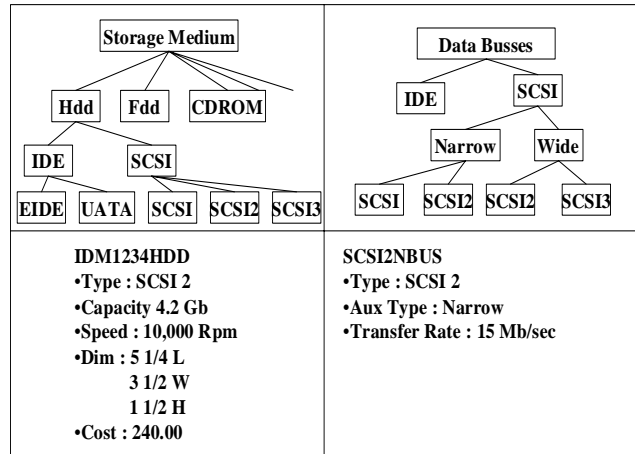 Storage Medium
Hdd Fdd CDROM
IDE SCSI
EIDE UATA SCSI SCSI2 SCSI3
Data Busses
IDE SCSI
Narrow Wide
SCSI SCSI2 SCSI2 SCSI3
IDM1234HDD
•Type : SCSI 2
•Capacity 4.2 Gb
•Speed : 10,000 Rpm
•Dim : 5 1/4 L
3 1/2 W
1 1/2 H
•Cost : 240.00
SCSI2NBUS
•Type : SCSI 2
•Aux Type : Narrow
•Transfer Rate : 15 Mb/sec